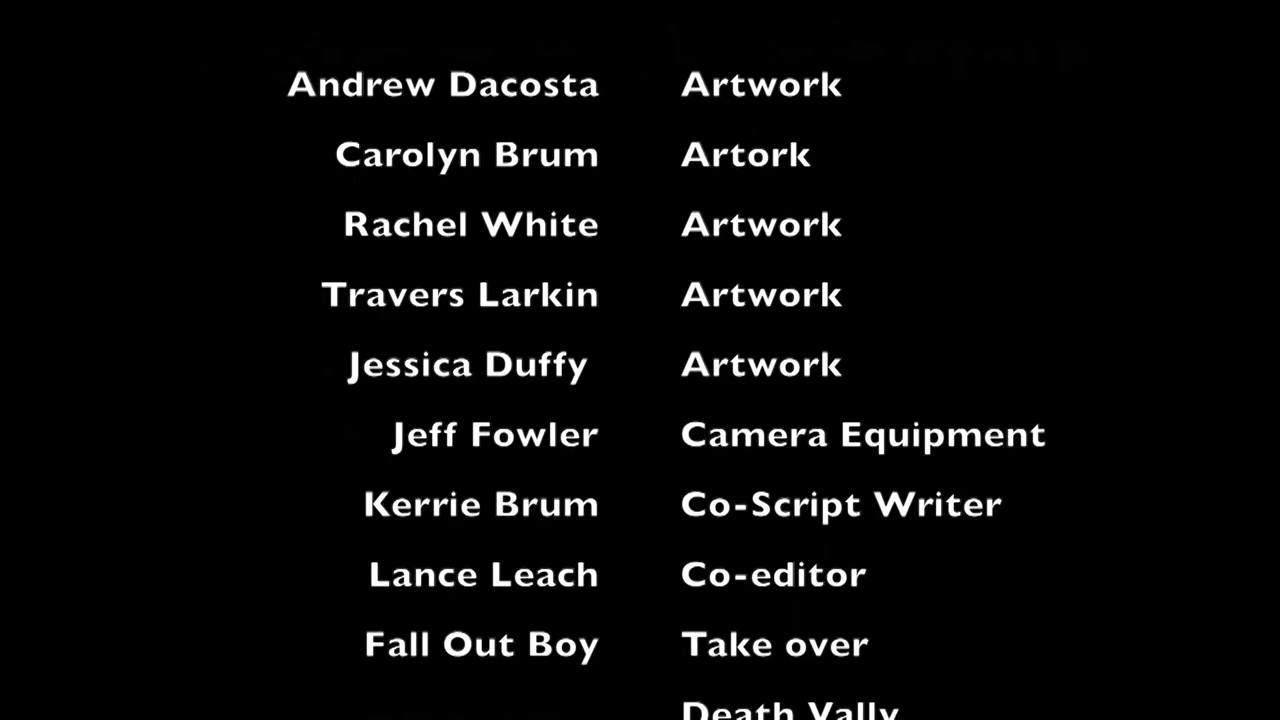 Andrew Dacosta Artwork
Carolyn Brum Artork
Rachel White Artwork
Travers Larkin Artwork
Jessica Duffy Artwork
Jeff Fowler Camera Equipment
Kerrie Brum Co-Script Writer
Lance Leach Co-editor
Fall Out Boy Take over
Death Vally